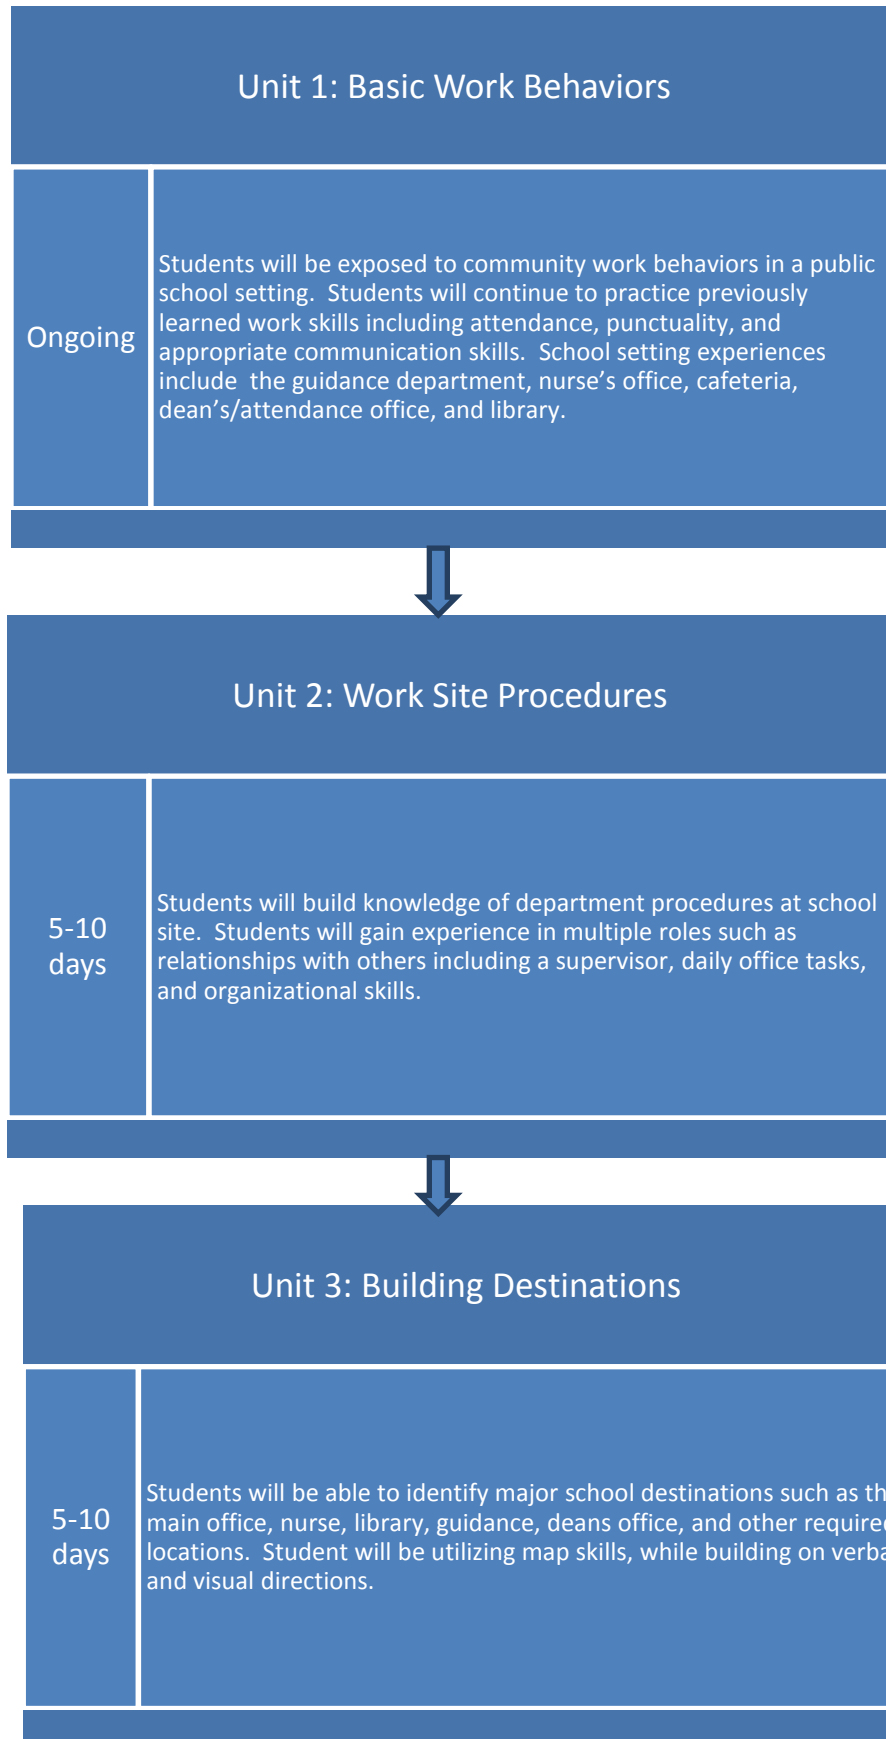 Unit 1: Basic Work Behaviors
Ongoing
Students will be exposed to community work behaviors in a public
school setting.  Students will continue to practice previously
learned work skills including attendance, punctuality, and
appropriate communication skills.  School setting experiences
include  the guidance department, nurse’s office, cafeteria,
dean’s/attendance office, and library.
Unit 2: Work Site Procedures
5-10
days
Students will build knowledge of department procedures at school
site.  Students will gain experience in multiple roles such as
relationships with others including a supervisor, daily office tasks,
and organizational skills.
Unit 3: Building Destinations
5-10
days
Students will be able to identify major school destinations such as th
main office, nurse, library, guidance, deans office, and other required
locations.  Student will be utilizing map skills, while building on verba
and visual directions.